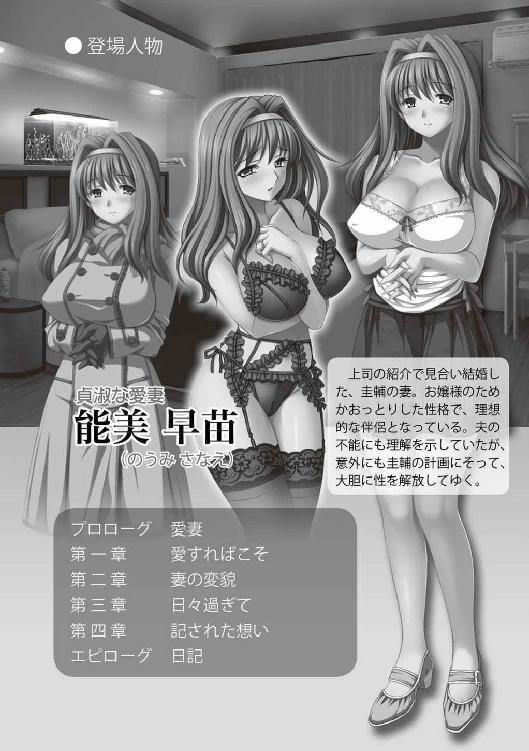 ●登場人物
貞淑な愛妻
能美 早苗
(のうみ さなえ)
上司の紹介で見合い結婚し
た、圭輔の妻。お嬢様のため
かおっとりした性格で、理想
的な伴侶となっている。夫の
不能にも理解を示していたが、
意外にも圭輔の計画にそって、
大胆に性を解放してゆく。
プロローグ 愛妻
第一章 愛すればこそ
第二章 妻の変貌
第三章 日々過ぎて
第四章 記された想い
エピローグ 日記